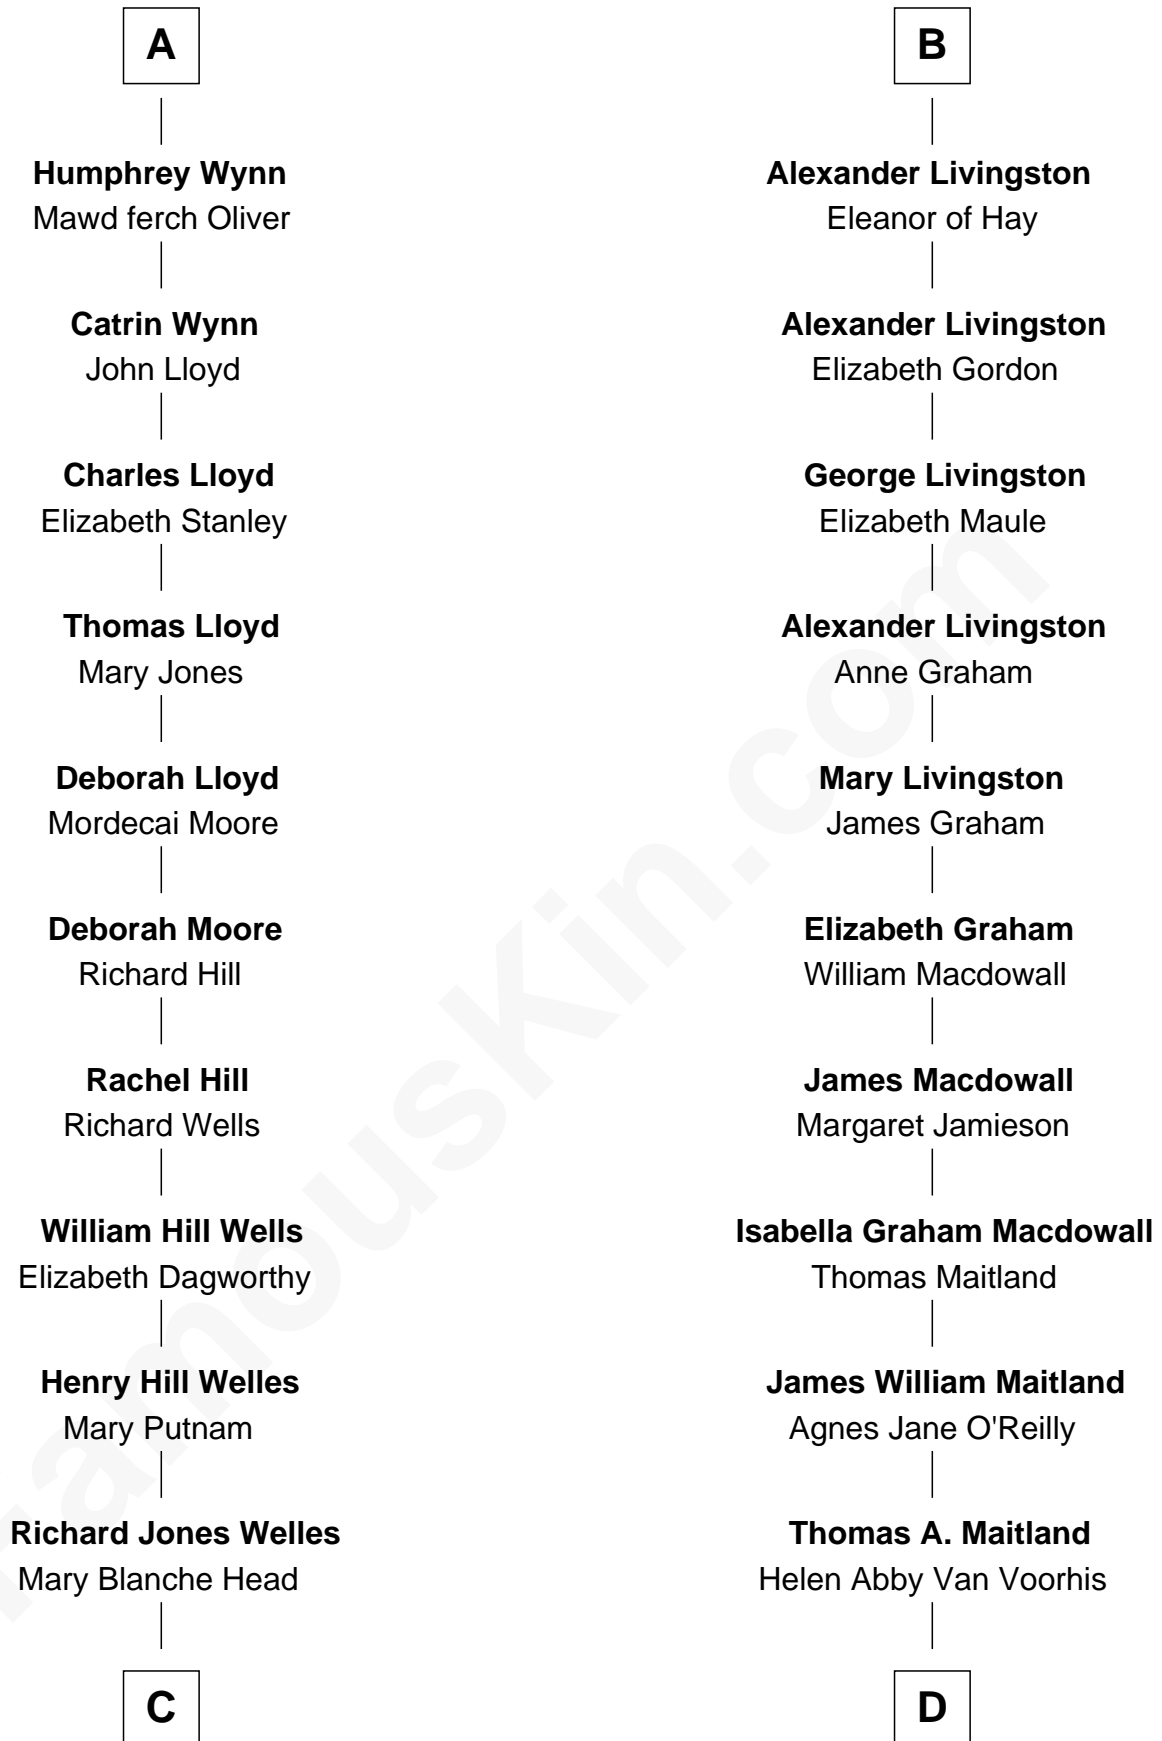 A
Humphrey Wynn
Mawd ferch Oliver
Catrin Wynn
John Lloyd
Charles Lloyd
Elizabeth Stanley
Thomas Lloyd
Mary Jones
Deborah Lloyd
Mordecai Moore
Deborah Moore
Richard Hill
Rachel Hill
Richard Wells
William Hill Wells
Elizabeth Dagworthy
Henry Hill Welles
Mary Putnam
Richard Jones Welles
Mary Blanche Head
C
B
Alexander Livingston
Eleanor of Hay
Alexander Livingston
Elizabeth Gordon
George Livingston
Elizabeth Maule
Alexander Livingston
Anne Graham
Mary Livingston
James Graham
Elizabeth Graham
William Macdowall
James Macdowall
Margaret Jamieson
Isabella Graham Macdowall
Thomas Maitland
James William Maitland
Agnes Jane O'Reilly
Thomas A. Maitland
Helen Abby Van Voorhis
D
FamousKin.com